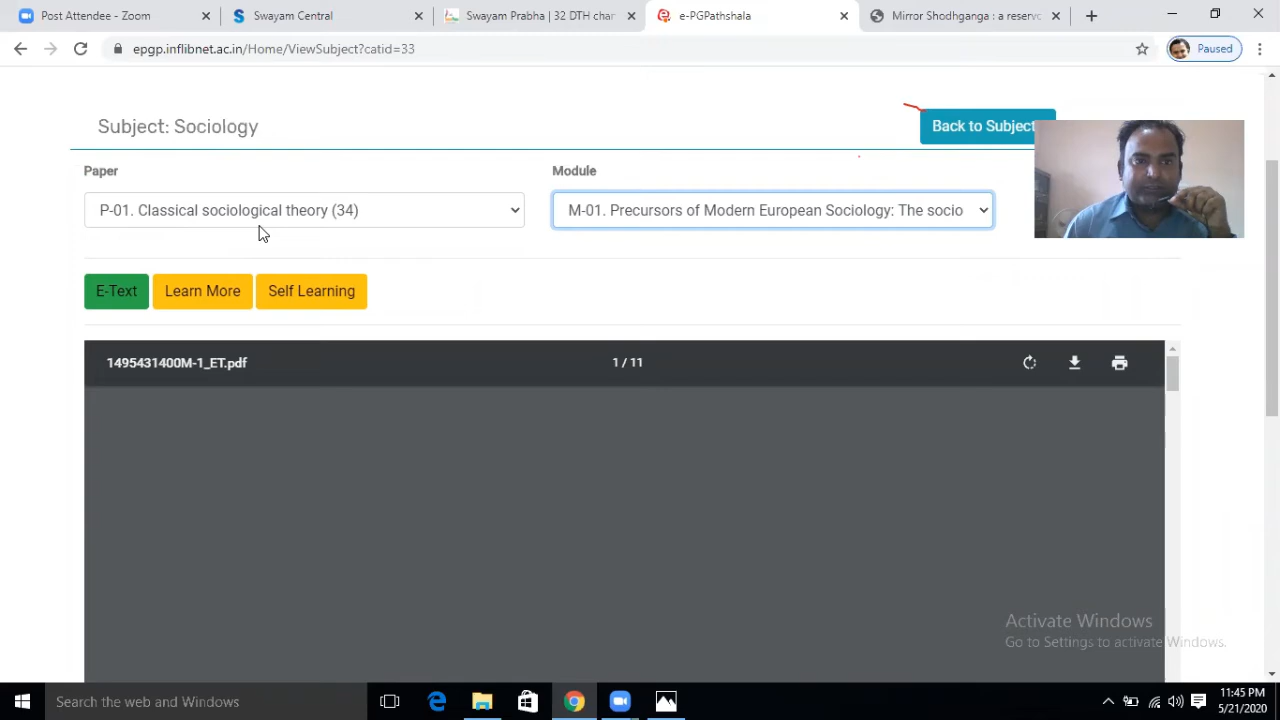 Post Attendee - Zoom
Swayam Central
Swayam Prabha | 32 DTH char
e-PGPathshala
Mirror Shodhganga : a reservo
epgp.inflibnet.ac.in/Home/ViewSubject?catid=33
Paused
Subject: Sociology
Back to Subject
Paper
Module
P-01. Classical sociological theory (34)
M-01. Precursors of Modern European Sociology: The socio
E-Text
Learn More
Self Learning
1495431400M-1_ET.pdf
1 / 11
Activate Windows
Go to Settings to activate Windows.
Search the web and Windows
11:45 PM
5/21/2020